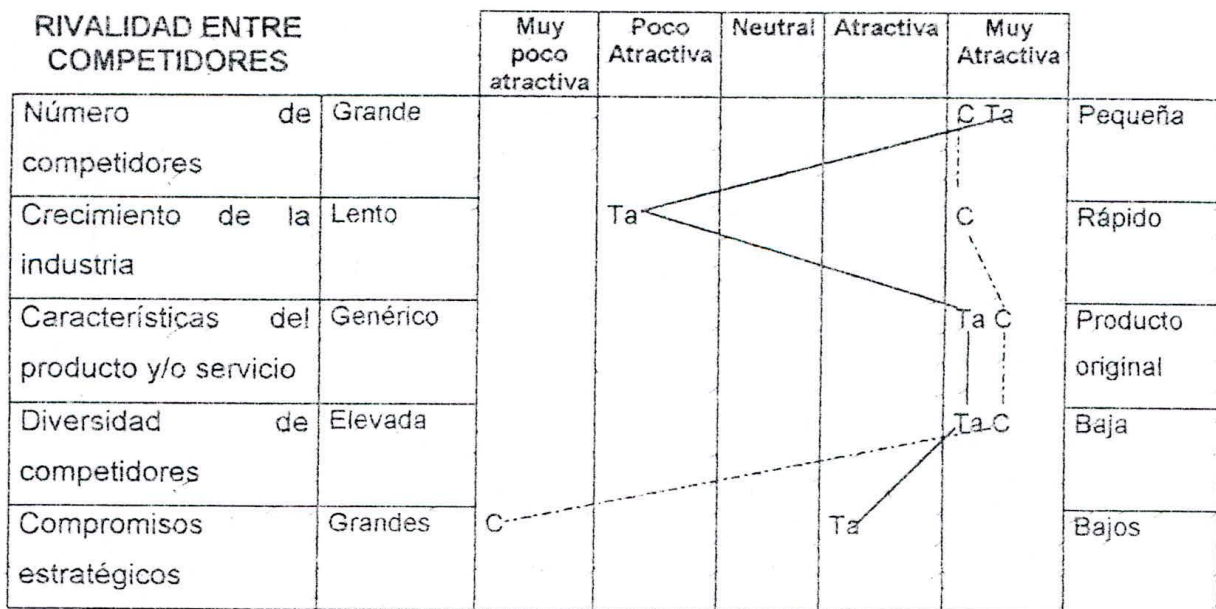 RIVALIDAD ENTRE
COMPETIDORES
Muy
poco
atractiva
Poco
Atractiva
Neutral
Atractiva
Muy
Atractiva
Número de
competidores
Grande
C Ta
Pequeña
Crecimiento de la
industria
Lento
Ta
C
Rápido
Características del
producto y/o servicio
Genérico
Ta C
Producto
original
Diversidad de
competidores
Elevada
Ta C
Baja
Compromisos
estratégicos
Grandes
C
Ta
Bajos